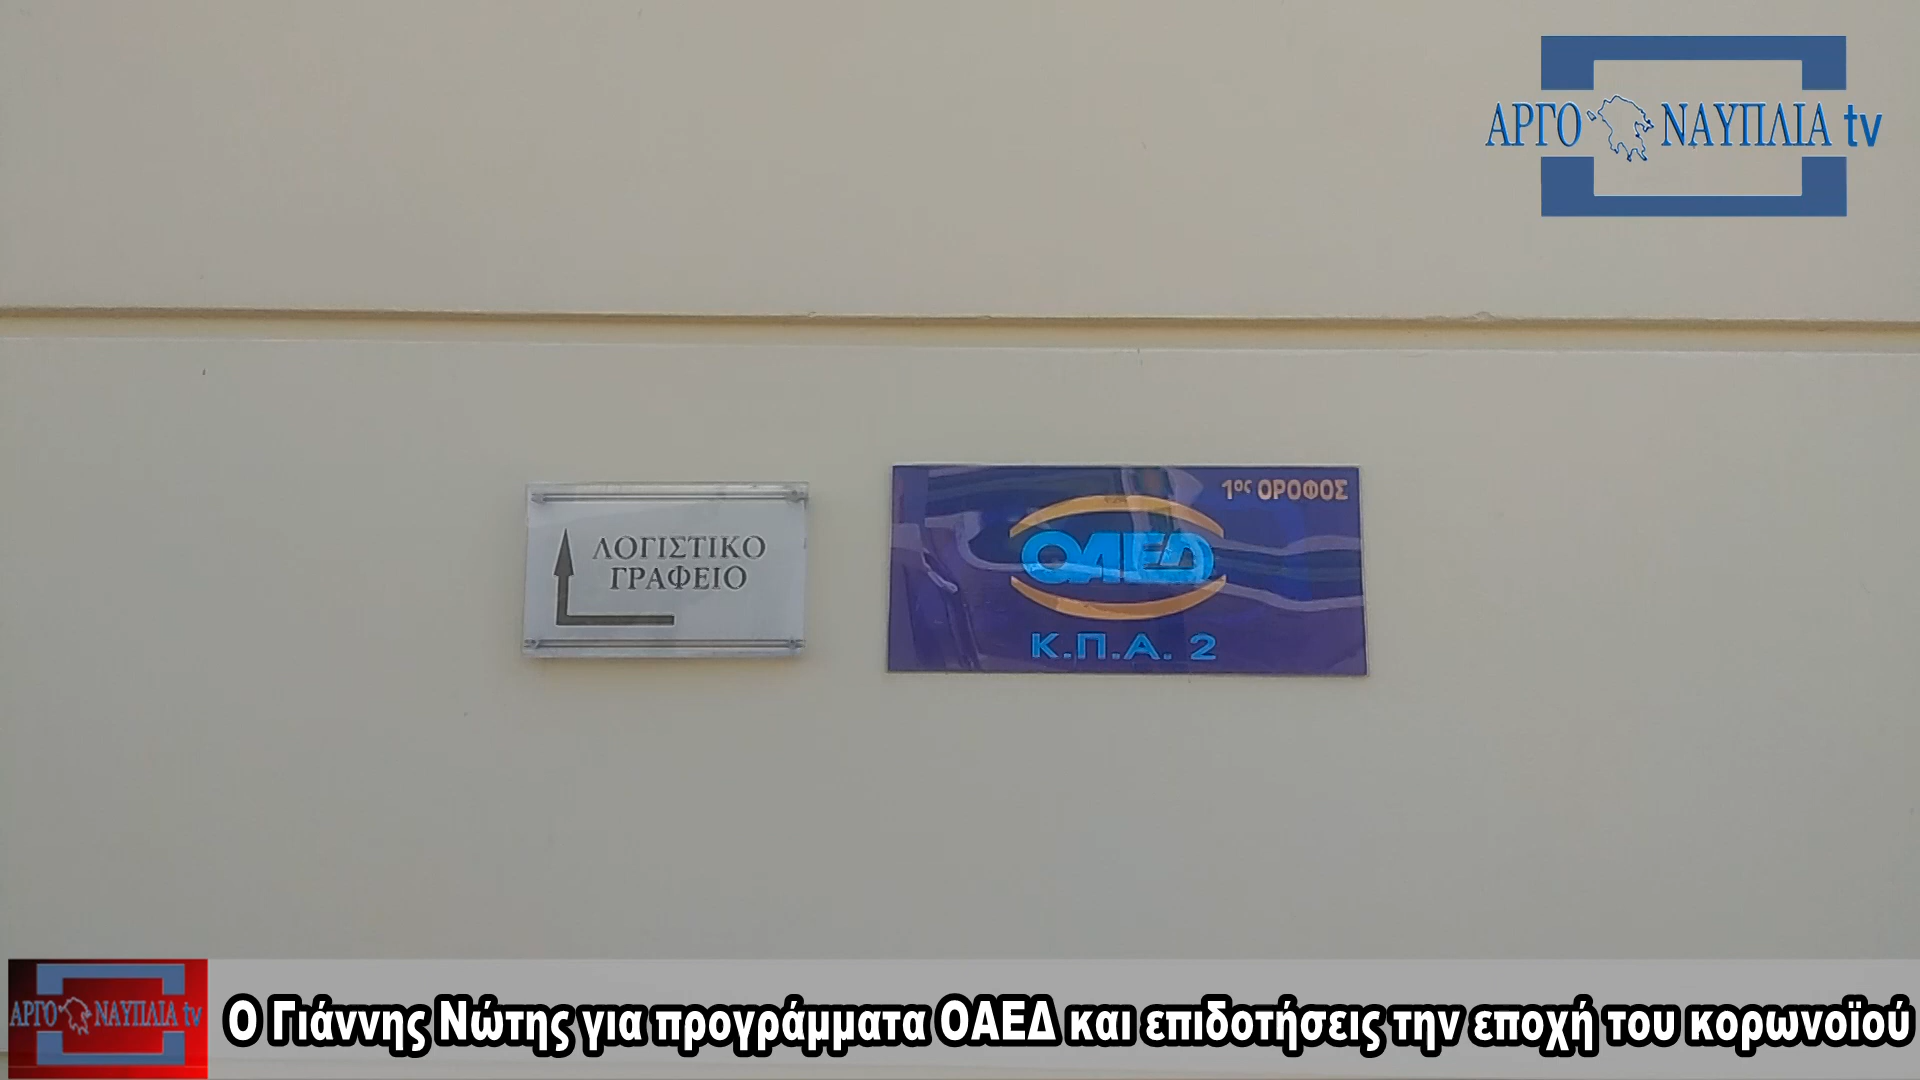 ΑΡΓΟ ΝΑΥΠΛΙΑ tv
1ος ΟΡΟΦΟΣ
ΟΑΕΔ
Κ.Π.Α. 2
ΛΟΓΙΣΤΙΚΟ
ΓΡΑΦΕΙΟ
ΑΡΓΟ ΝΑΥΠΛΙΑ tv
Ο Γιάννης Νώτης για προγράμματα ΟΑΕΔ και επιδοτήσεις την εποχή του κορωνοϊού